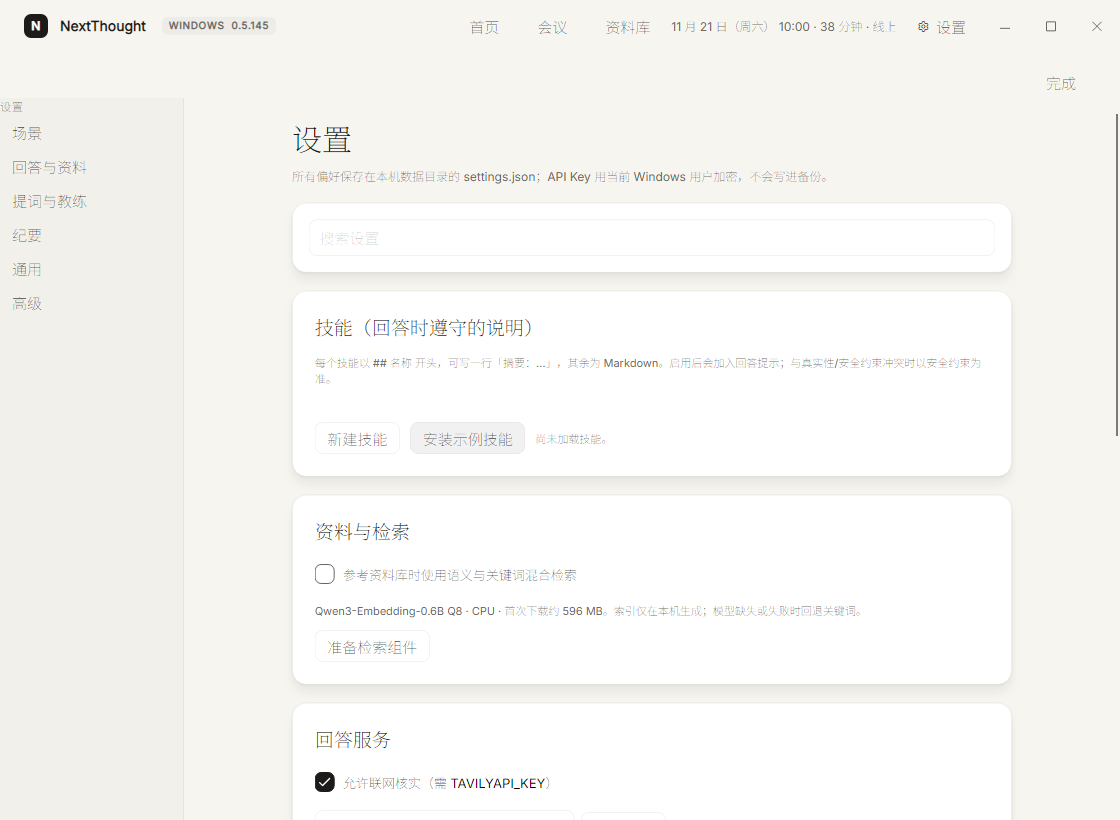 N NextThought WINDOWS 0.5.145 首页 会议 资料库 11 月 21 日（周六） 10:00 · 38 分钟 · 线上 设置
完成
设置
场景
回答与资料
提词与教练
纪要
通用
高级
设置
所有偏好保存在本机数据目录的 settings.json；API Key 用当前 Windows 用户加密，不会写进备份。
搜索设置
技能（回答时遵守的说明）
每个技能以 ## 名称 开头，可写一行「摘要：…」，其余为 Markdown。启用后会加入回答提示；与真实性/安全约束冲突时以安全约束为
准。
新建技能 安装示例技能 尚未加载技能。
资料与检索
参考资料库时使用语义与关键词混合检索
Qwen3-Embedding-0.6B Q8 · CPU · 首次下载约 596 MB。索引仅在本机生成；模型缺失或失败时回退关键词。
准备检索组件
回答服务
允许联网核实（需 TAVILYAPI_KEY）